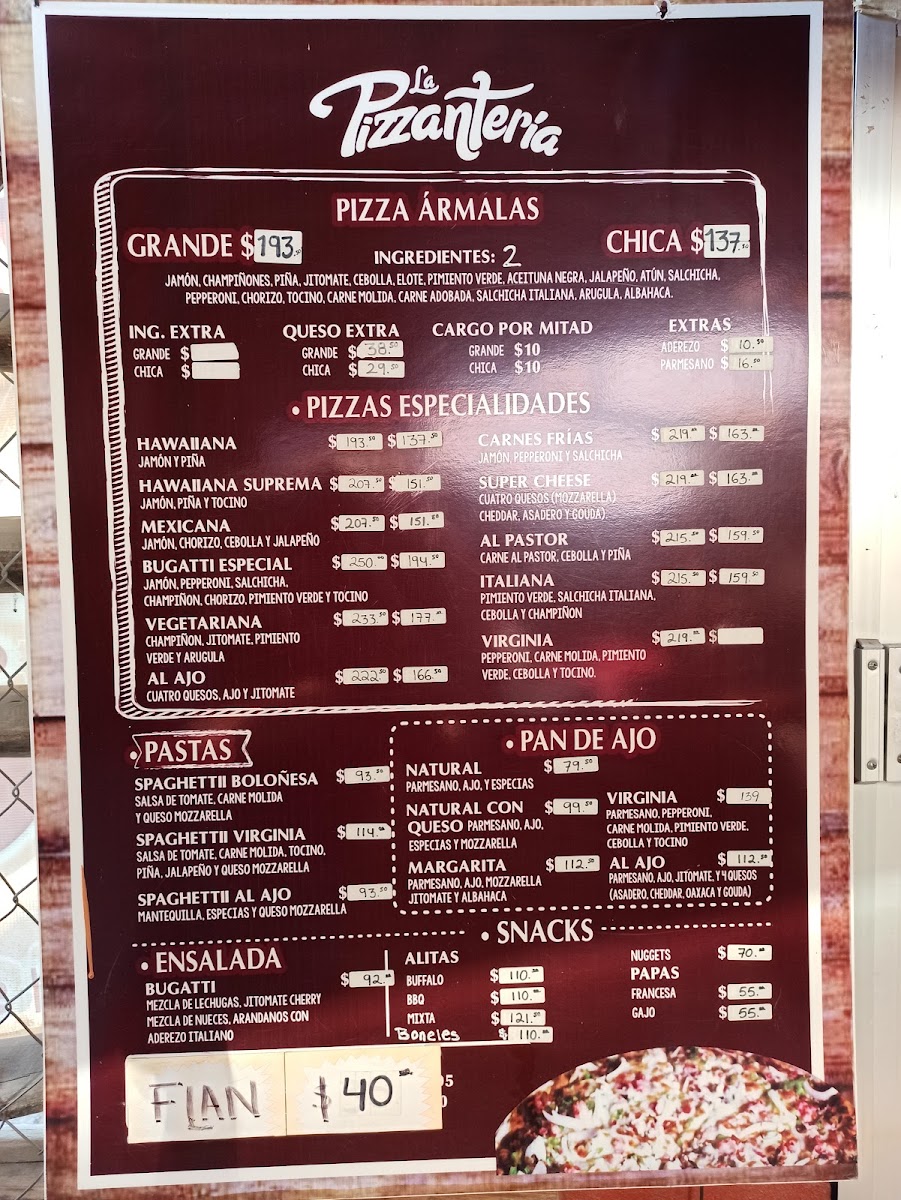 La
Pizzantería
PIZZA ÁRMALAS
GRANDE $193.50
CHICA $137.50
INGREDIENTES: 2
JAMÓN, CHAMPIÑONES, PIÑA, JITOMATE, CEBOLLA, ELOTE, PIMIENTO VERDE, ACEITUNA NEGRA, JALAPEÑO, ATÚN, SALCHICHA,
PEPPERONI, CHORIZO, TOCINO, CARNE MOLIDA, CARNE ADOBADA, SALCHICHA ITALIANA, ARUGULA, ALBAHACA.
ING. EXTRA
GRANDE $
CHICA $
QUESO EXTRA
GRANDE $38.50
CHICA $29.50
CARGO POR MITAD
GRANDE $10
CHICA $10
EXTRAS
ADEREZO $10.50
PARMESANO $16.50
• PIZZAS ESPECIALIDADES
HAWAIIANA $193.50 $137.50
JAMÓN Y PIÑA
HAWAIIANA SUPREMA $207.50 $151.50
JAMÓN, PIÑA Y TOCINO
MEXICANA $207.50 $151.50
JAMÓN, CHORIZO, CEBOLLA Y JALAPEÑO
BUGATTI ESPECIAL $250.00 $194.50
JAMÓN, PEPPERONI, SALCHICHA,
CHAMPIÑON, CHORIZO, PIMIENTO VERDE Y TOCINO
VEGETARIANA $233.50 $177.00
CHAMPIÑON, JITOMATE, PIMIENTO
VERDE Y ARUGULA
AL AJO $222.50 $166.50
CUATRO QUESOS, AJO Y JITOMATE
CARNES FRÍAS $219.00 $163.00
JAMÓN, PEPPERONI Y SALCHICHA
SUPER CHEESE $219.00 $163.00
CUATRO QUESOS (MOZZARELLA)
CHEDDAR, ASADERO Y GOUDA).
AL PASTOR $215.50 $159.50
CARNE AL PASTOR, CEBOLLA Y PIÑA
ITALIANA $215.50 $159.50
PIMIENTO VERDE, SALCHICHA ITALIANA,
CEBOLLA Y CHAMPIÑON
VIRGINIA $219.00 $
PEPPERONI, CARNE MOLIDA, PIMIENTO
VERDE, CEBOLLA Y TOCINO.
• PASTAS
SPAGHETTII BOLOÑESA $93.50
SALSA DE TOMATE, CARNE MOLIDA
Y QUESO MOZZARELLA
SPAGHETTII VIRGINIA $114.00
SALSA DE TOMATE, CARNE MOLIDA, TOCINO,
PIÑA, JALAPEÑO Y QUESO MOZZARELLA
SPAGHETTII AL AJO $93.50
MANTEQUILLA, ESPECIAS Y QUESO MOZZARELLA
• PAN DE AJO
NATURAL $79.50
PARMESANO, AJO, Y ESPECIAS
NATURAL CON $99.50
QUESO PARMESANO, AJO,
ESPECIAS Y MOZZARELLA
MARGARITA $112.50
PARMESANO, AJO, MOZZARELLA
JITOMATE Y ALBAHACA
VIRGINIA $139
PARMESANO, PEPPERONI,
CARNE MOLIDA, PIMIENTO VERDE,
CEBOLLA Y TOCINO
AL AJO $112.50
PARMESANO, AJO, JITOMATE, Y 4 QUESOS
(ASADERO, CHEDDAR, OAXACA Y GOUDA)
• ENSALADA
BUGATTI $92.00
MEZCLA DE LECHUGAS, JITOMATE CHERRY
MEZCLA DE NUECES, ARANDANOS CON
ADEREZO ITALIANO
• SNACKS
ALITAS
BUFFALO $110.00
BBQ $110.00
MIXTA $121.50
Boneles $110.00
NUGGETS $70.00
PAPAS
FRANCESA $55.00
GAJO $55.00
FLAN $40.00